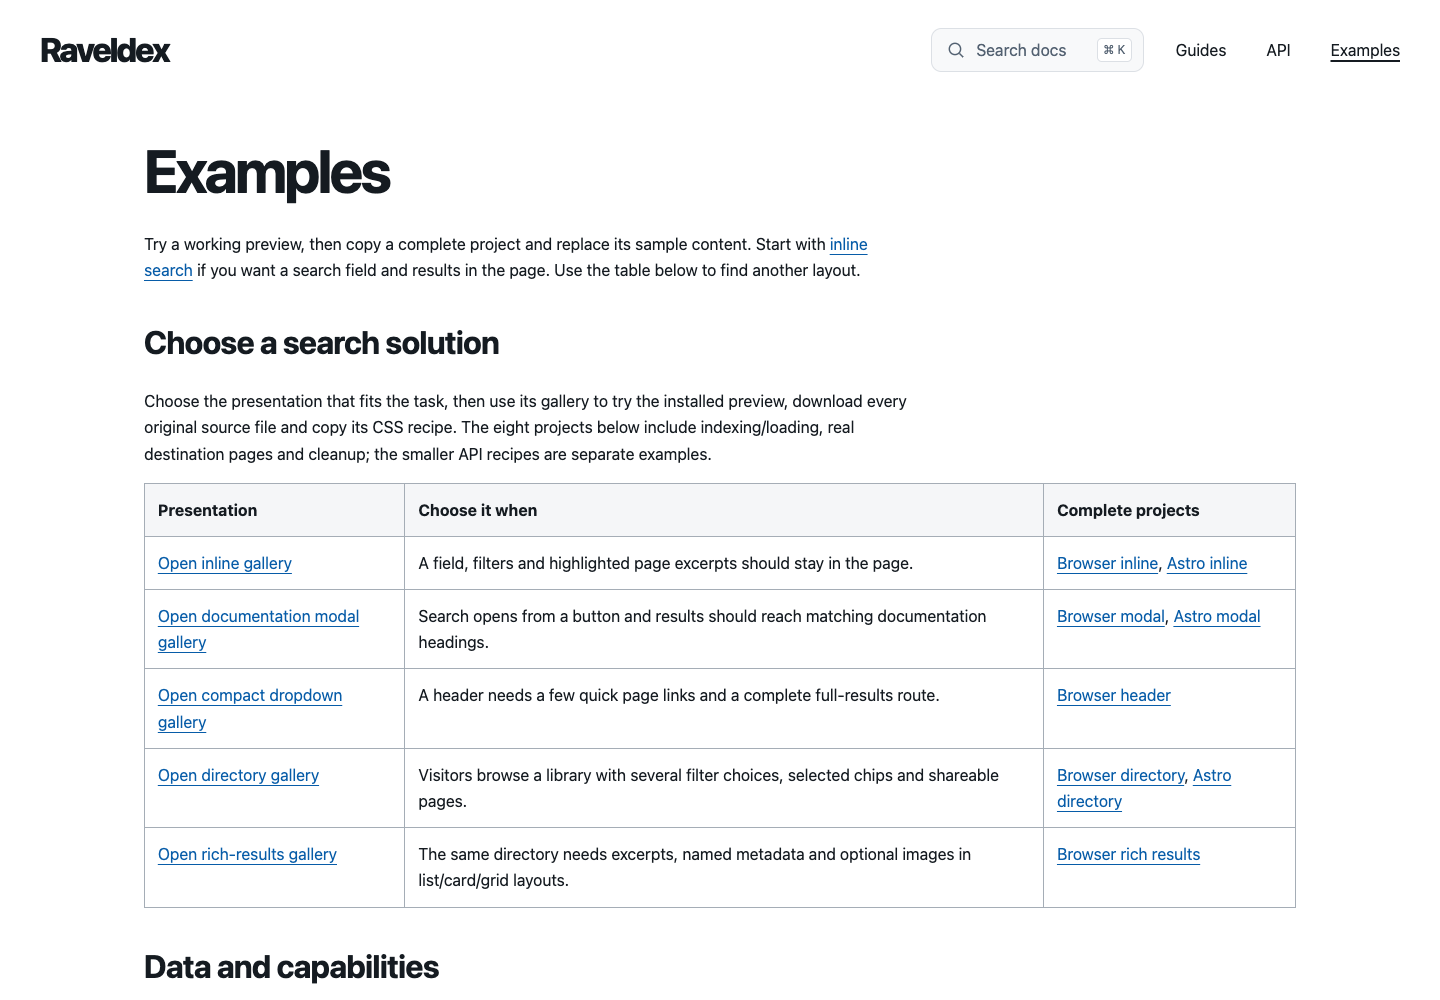 Raveldex
Search docs
⌘ K
Guides
API
Examples
Examples
Try a working preview, then copy a complete project and replace its sample content. Start with inline
search if you want a search field and results in the page. Use the table below to find another layout.
Choose a search solution
Choose the presentation that fits the task, then use its gallery to try the installed preview, download every
original source file and copy its CSS recipe. The eight projects below include indexing/loading, real
destination pages and cleanup; the smaller API recipes are separate examples.
Presentation
Choose it when
Complete projects
Open inline gallery
A field, filters and highlighted page excerpts should stay in the page.
Browser inline, Astro inline
Open documentation modal
gallery
Search opens from a button and results should reach matching documentation
headings.
Browser modal, Astro modal
Open compact dropdown
gallery
A header needs a few quick page links and a complete full-results route.
Browser header
Open directory gallery
Visitors browse a library with several filter choices, selected chips and shareable
pages.
Browser directory, Astro
directory
Open rich-results gallery
The same directory needs excerpts, named metadata and optional images in
list/card/grid layouts.
Browser rich results
Data and capabilities